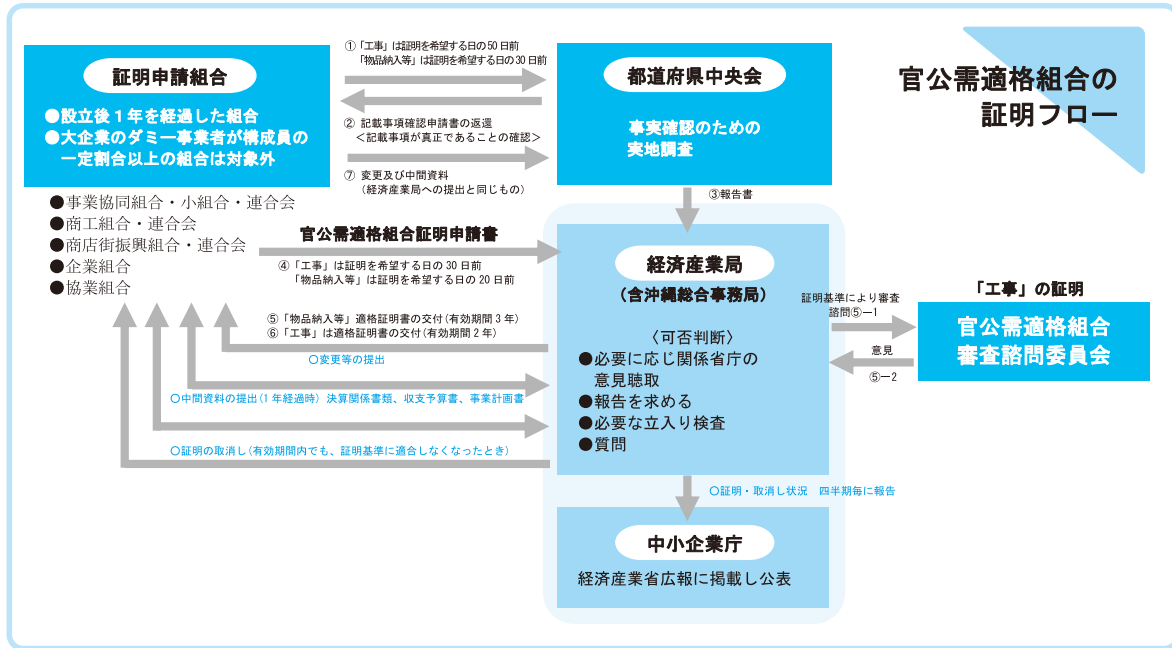 官公需適格組合の
証明フロー
証明申請組合
●設立後１年を経過した組合
●大企業のダミー事業者が構成員の
一定割合以上の組合は対象外
●事業協同組合・小組合・連合会
●商工組合・連合会
●商店街振興組合・連合会
●企業組合
●協業組合
①「工事」は証明を希望する日の50日前
「物品納入等」は証明を希望する日の30日前
② 記載事項確認申請書の返還
＜記載事項が真正であることの確認＞
⑦ 変更及び中間資料
（経済産業局への提出と同じもの）
都道府県中央会
事実確認のための
実地調査
③報告書
官公需適格組合証明申請書
④「工事」は証明を希望する日の30日前
「物品納入等」は証明を希望する日の20日前
経済産業局
（含沖縄総合事務局）
〈可否判断〉
●必要に応じ関係省庁の
意見聴取
●報告を求める
●必要な立入り検査
●質問
証明基準により審査
諮問⑤ー1
意見
⑤ー2
「工事」の証明
官公需適格組合
審査諮問委員会
⑤「物品納入等」適格証明書の交付(有効期間３年)
⑥「工事」は適格証明書の交付(有効期間２年)
○変更等の提出
○中間資料の提出(１年経過時) 決算関係書類、収支予算書、事業計画書
○証明の取消し(有効期間内でも、証明基準に適合しなくなったとき)
○証明・取消し状況　四半期毎に報告
中小企業庁
経済産業省広報に掲載し公表